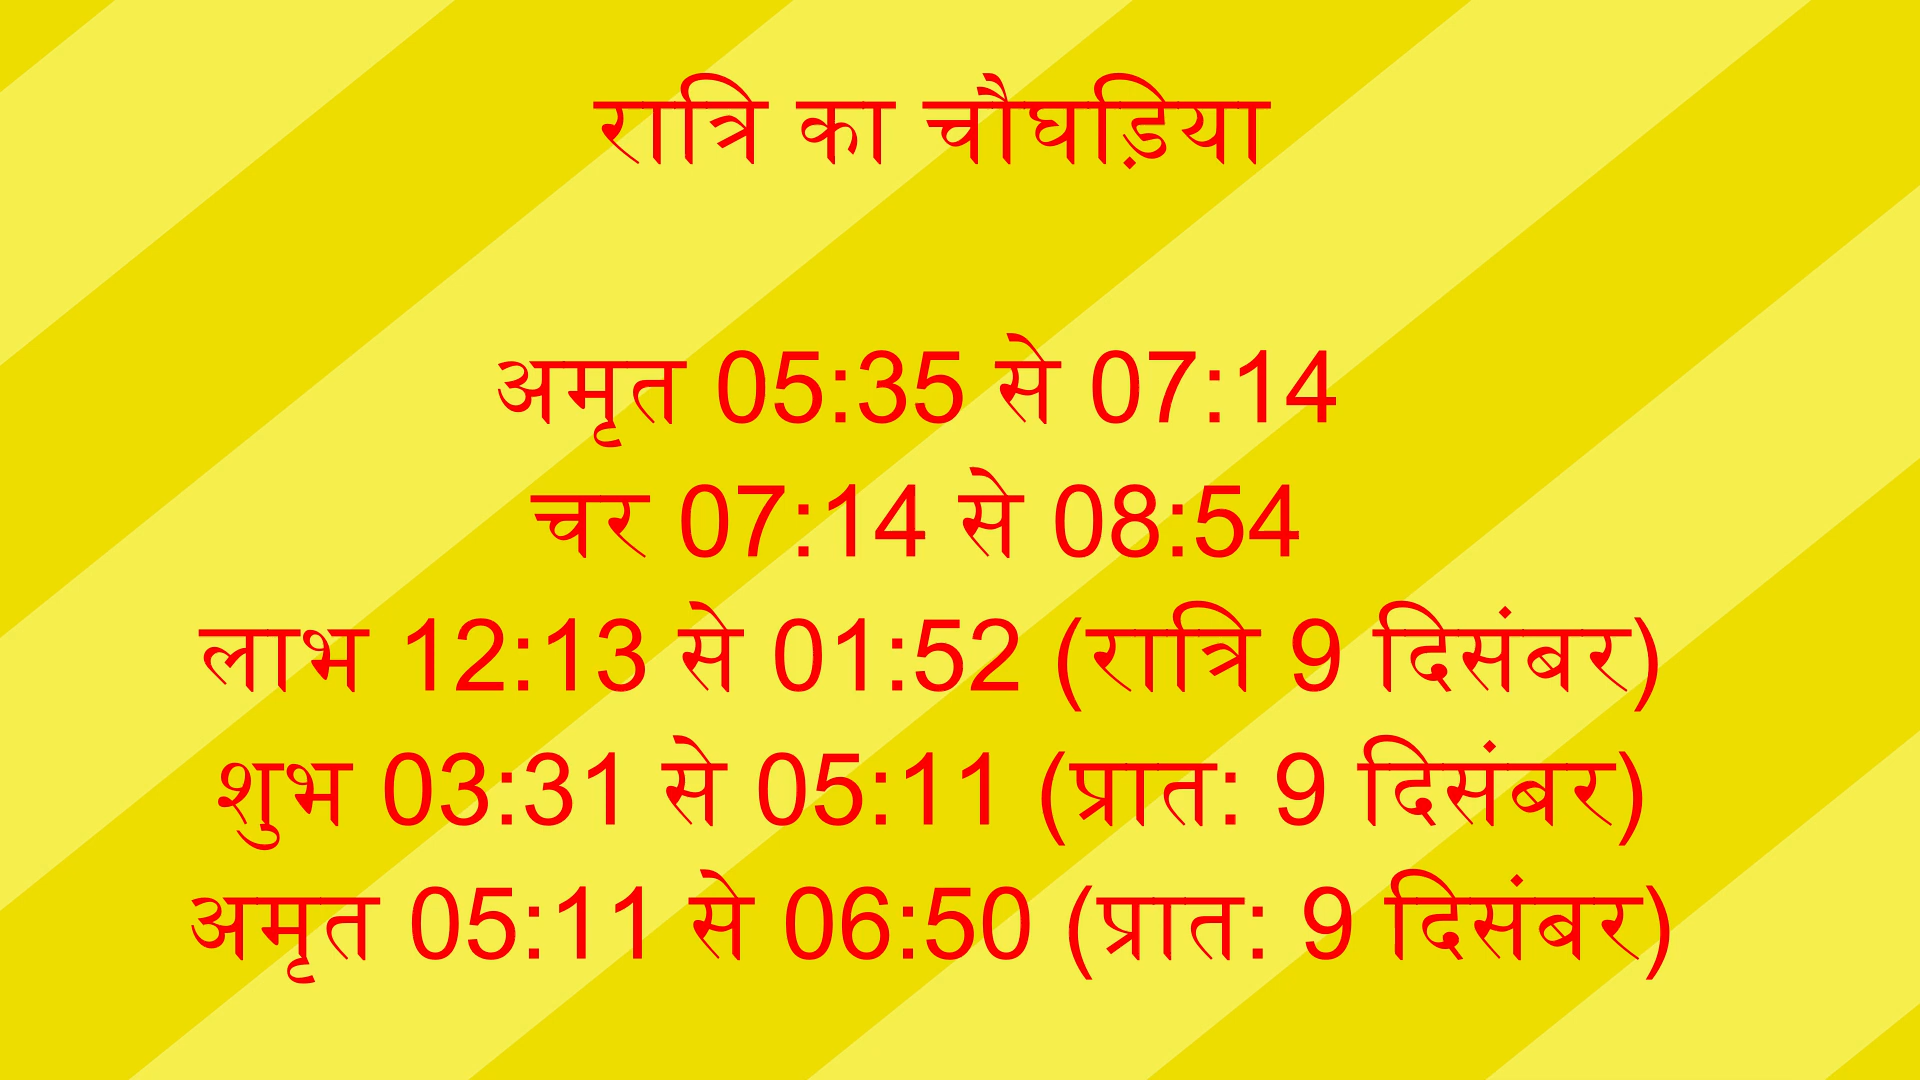 रात्रि का चौघड़िया
अमृत 05:35 से 07:14
चर 07:14 से 08:54
लाभ 12:13 से 01:52 (रात्रि 9 दिसंबर)
शुभ 03:31 से 05:11 (प्रात: 9 दिसंबर)
अमृत 05:11 से 06:50 (प्रात: 9 दिसंबर)